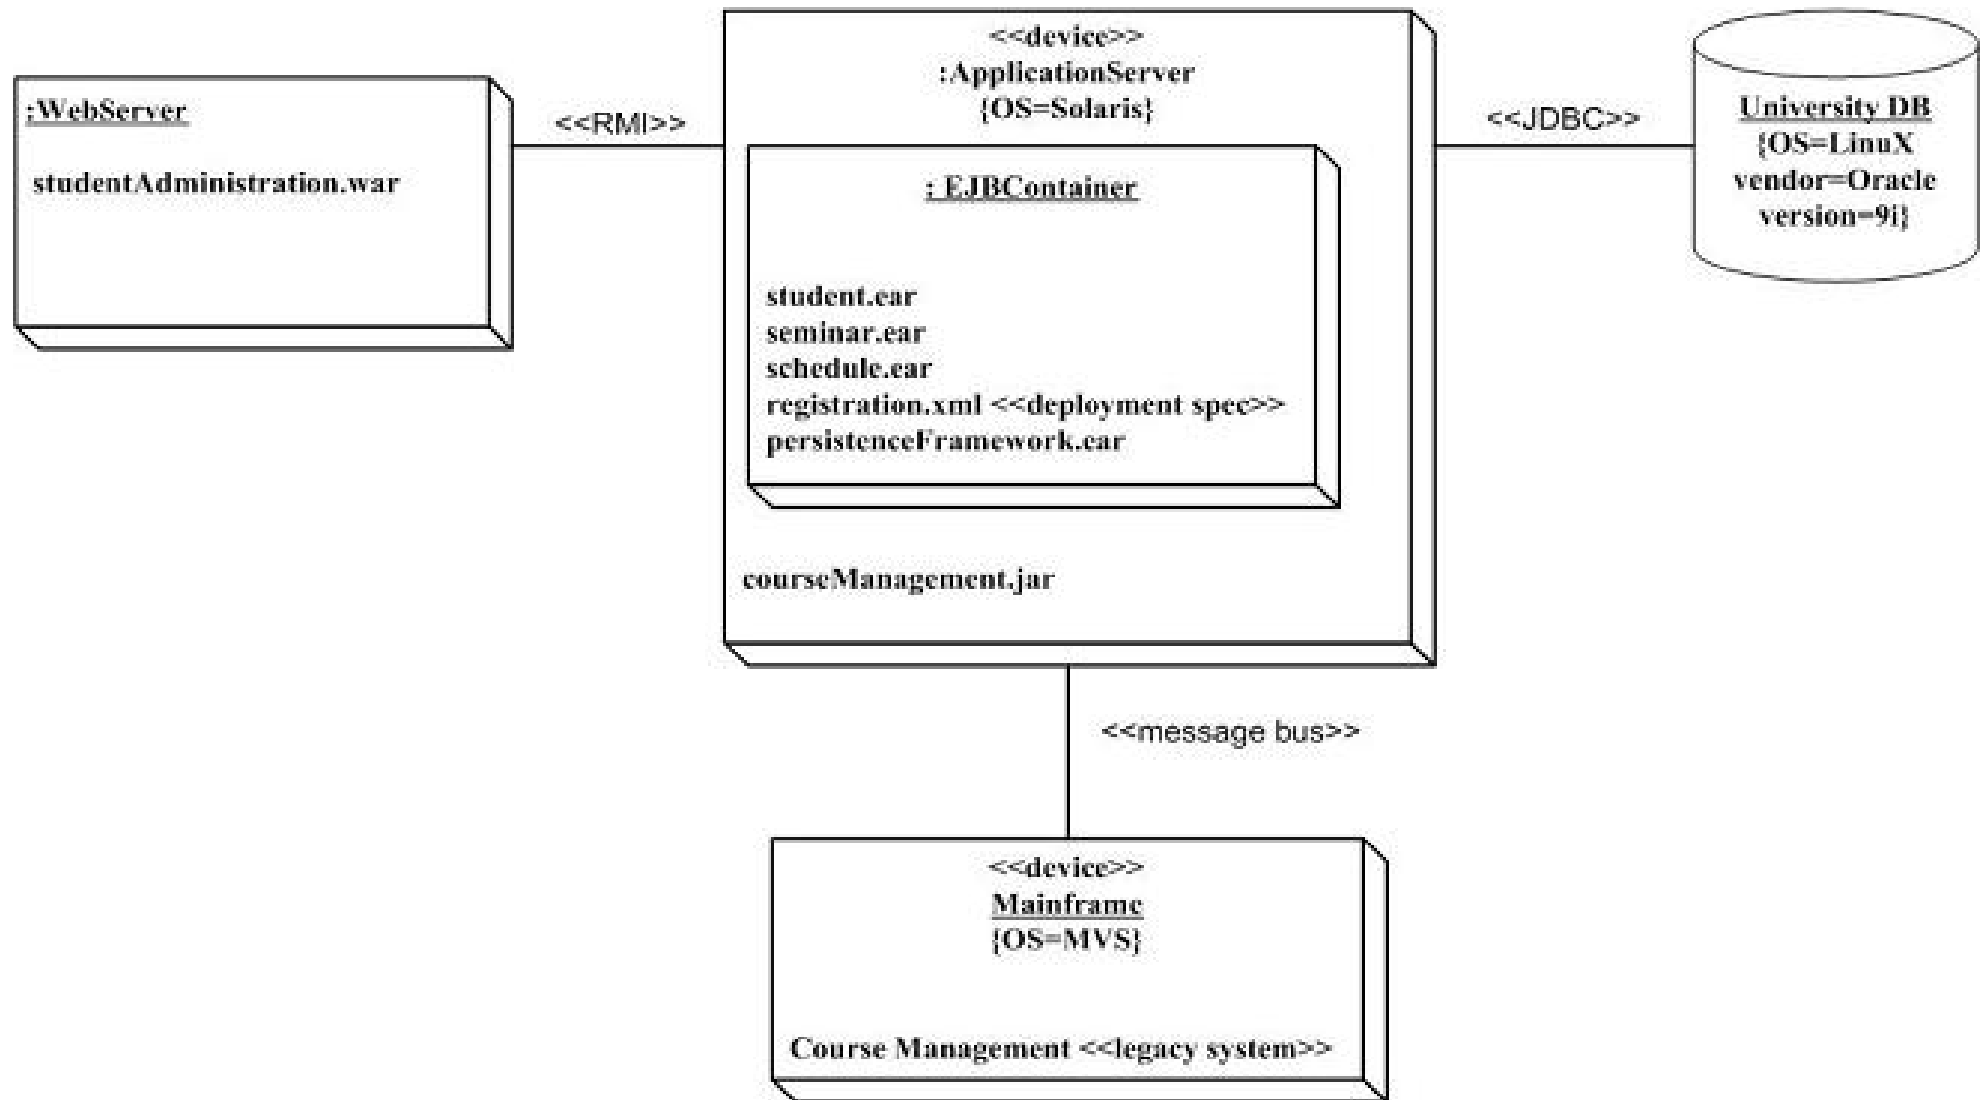 :WebServer
studentAdministration.war
<<RMI>>
<<device>>
:ApplicationServer
{OS=Solaris}
: EJBContainer
student.ear
seminar.ear
schedule.ear
registration.xml <<deployment spec>>
persistenceFramework.ear
courseManagement.jar
<<JDBC>>
University DB
{OS=LinuX
vendor=Oracle
version=9i}
<<message bus>>
<<device>>
Mainframe
{OS=MVS}
Course Management <<legacy system>>